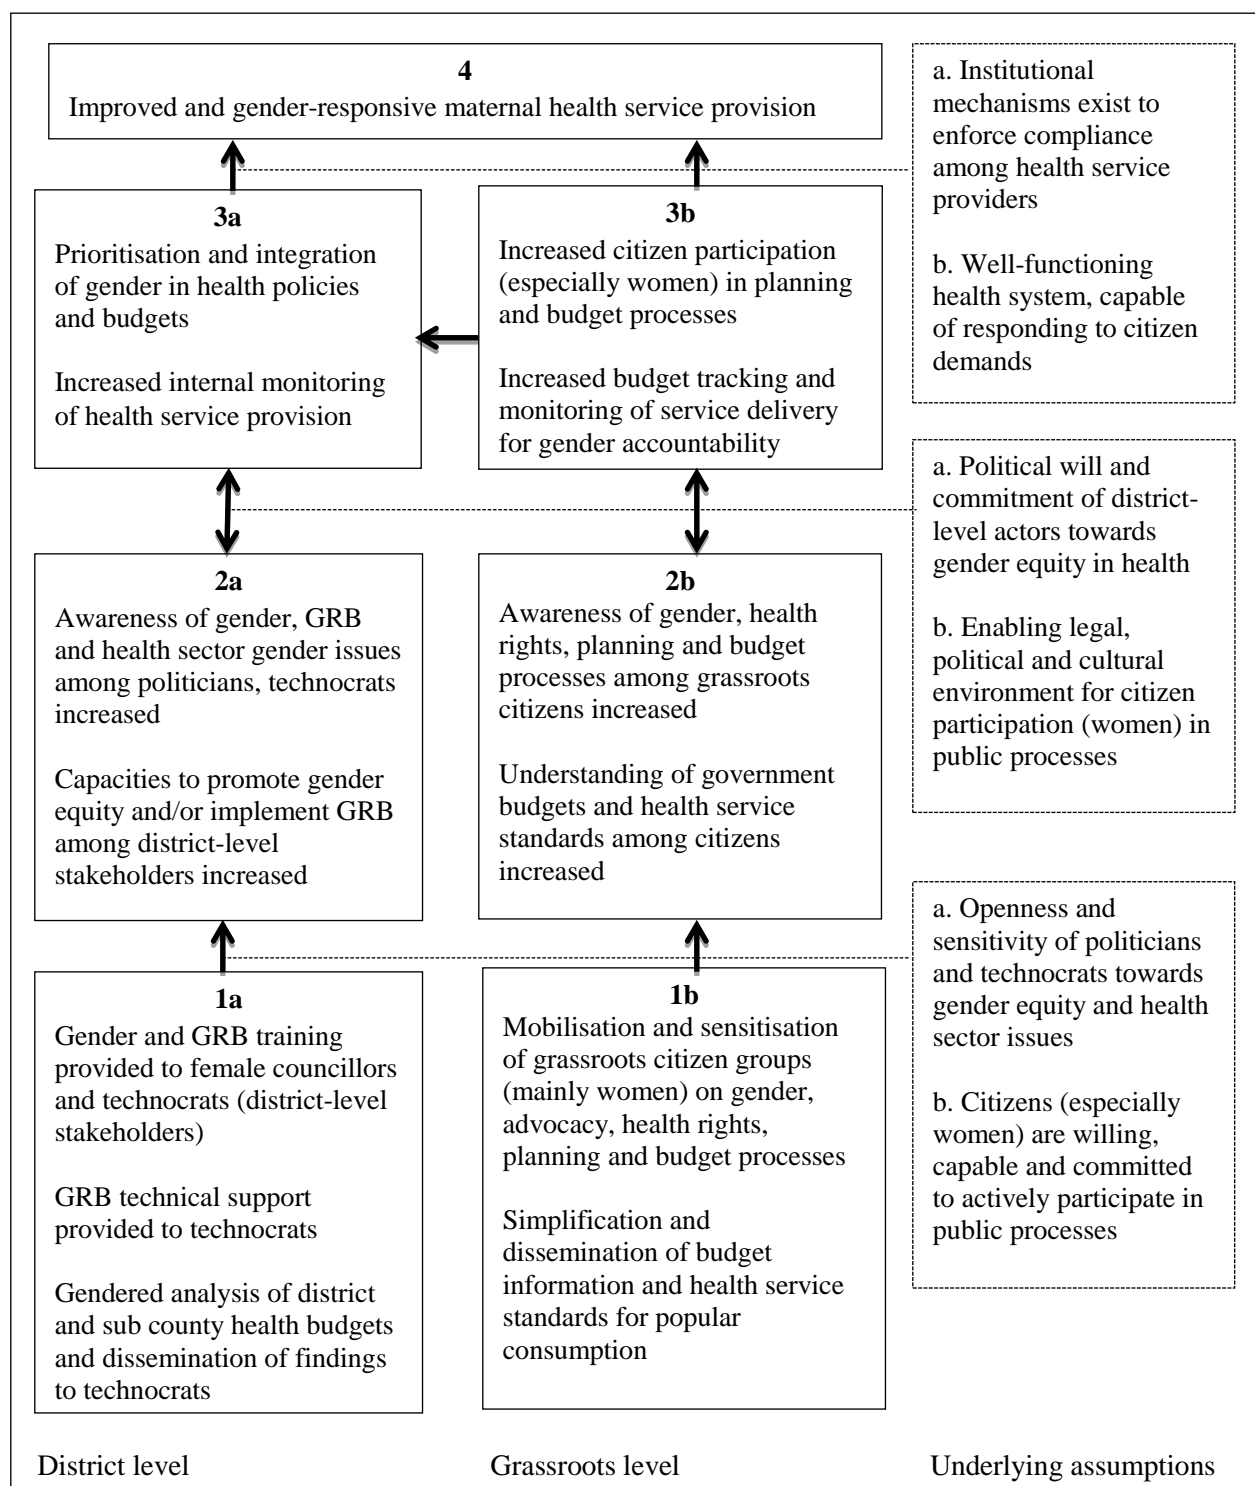 4
Improved and gender-responsive maternal health service provision
3a
Prioritisation and integration
of gender in health policies
and budgets
Increased internal monitoring
of health service provision
3b
Increased citizen participation
(especially women) in planning
and budget processes
Increased budget tracking and
monitoring of service delivery
for gender accountability
a. Institutional
mechanisms exist to
enforce compliance
among health service
providers
b. Well-functioning
health system, capable
of responding to citizen
demands
2a
Awareness of gender, GRB
and health sector gender issues
among politicians, technocrats
increased
Capacities to promote gender
equity and/or implement GRB
among district-level
stakeholders increased
2b
Awareness of gender, health
rights, planning and budget
processes among grassroots
citizens increased
Understanding of government
budgets and health service
standards among citizens
increased
a. Political will and
commitment of district-
level actors towards
gender equity in health
b. Enabling legal,
political and cultural
environment for citizen
participation (women) in
public processes
1a
Gender and GRB training
provided to female councillors
and technocrats (district-level
stakeholders)
GRB technical support
provided to technocrats
Gendered analysis of district
and sub county health budgets
and dissemination of findings
to technocrats
1b
Mobilisation and sensitisation
of grassroots citizen groups
(mainly women) on gender,
advocacy, health rights,
planning and budget processes
Simplification and
dissemination of budget
information and health service
standards for popular
consumption
a. Openness and
sensitivity of politicians
and technocrats towards
gender equity and health
sector issues
b. Citizens (especially
women) are willing,
capable and committed
to actively participate in
public processes
District level
Grassroots level
Underlying assumptions